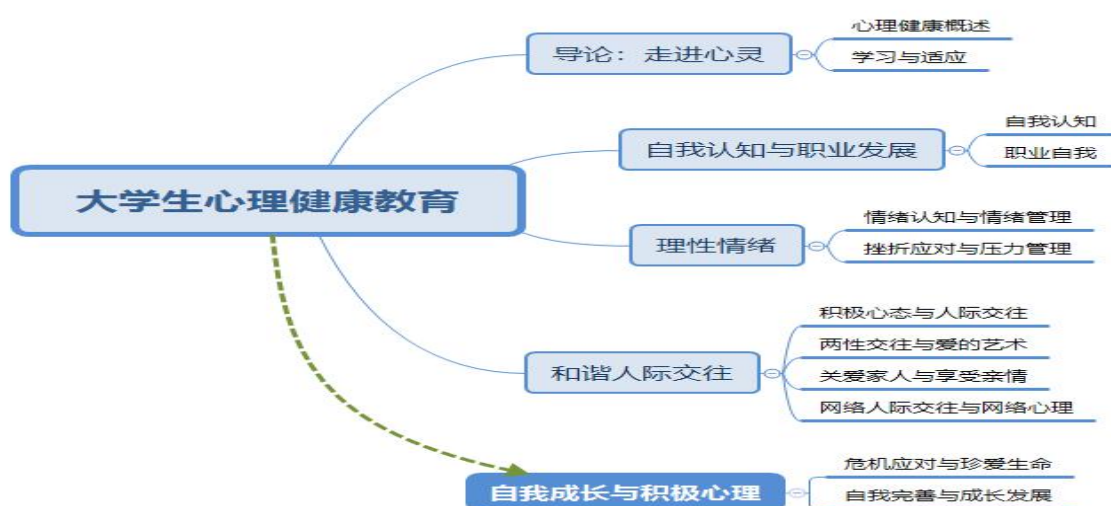 大学生心理健康教育
导论：走进心灵
心理健康概述
学习与适应
自我认知与职业发展
自我认知
职业自我
理性情绪
情绪认知与情绪管理
挫折应对与压力管理
和谐人际交往
积极心态与人际交往
两性交往与爱的艺术
关爱家人与享受亲情
网络人际交往与网络心理
自我成长与积极心理
危机应对与珍爱生命
自我完善与成长发展